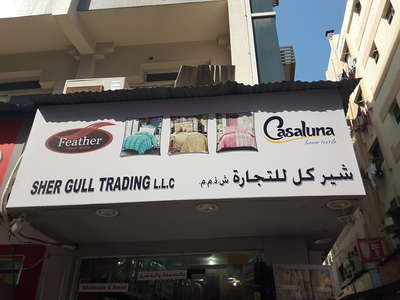 Feather
Casaluna
home textile
SHER GULL TRADING L.L.C
شير كل للتجارة ش.ذ.م.م.
Wholesale & Retail